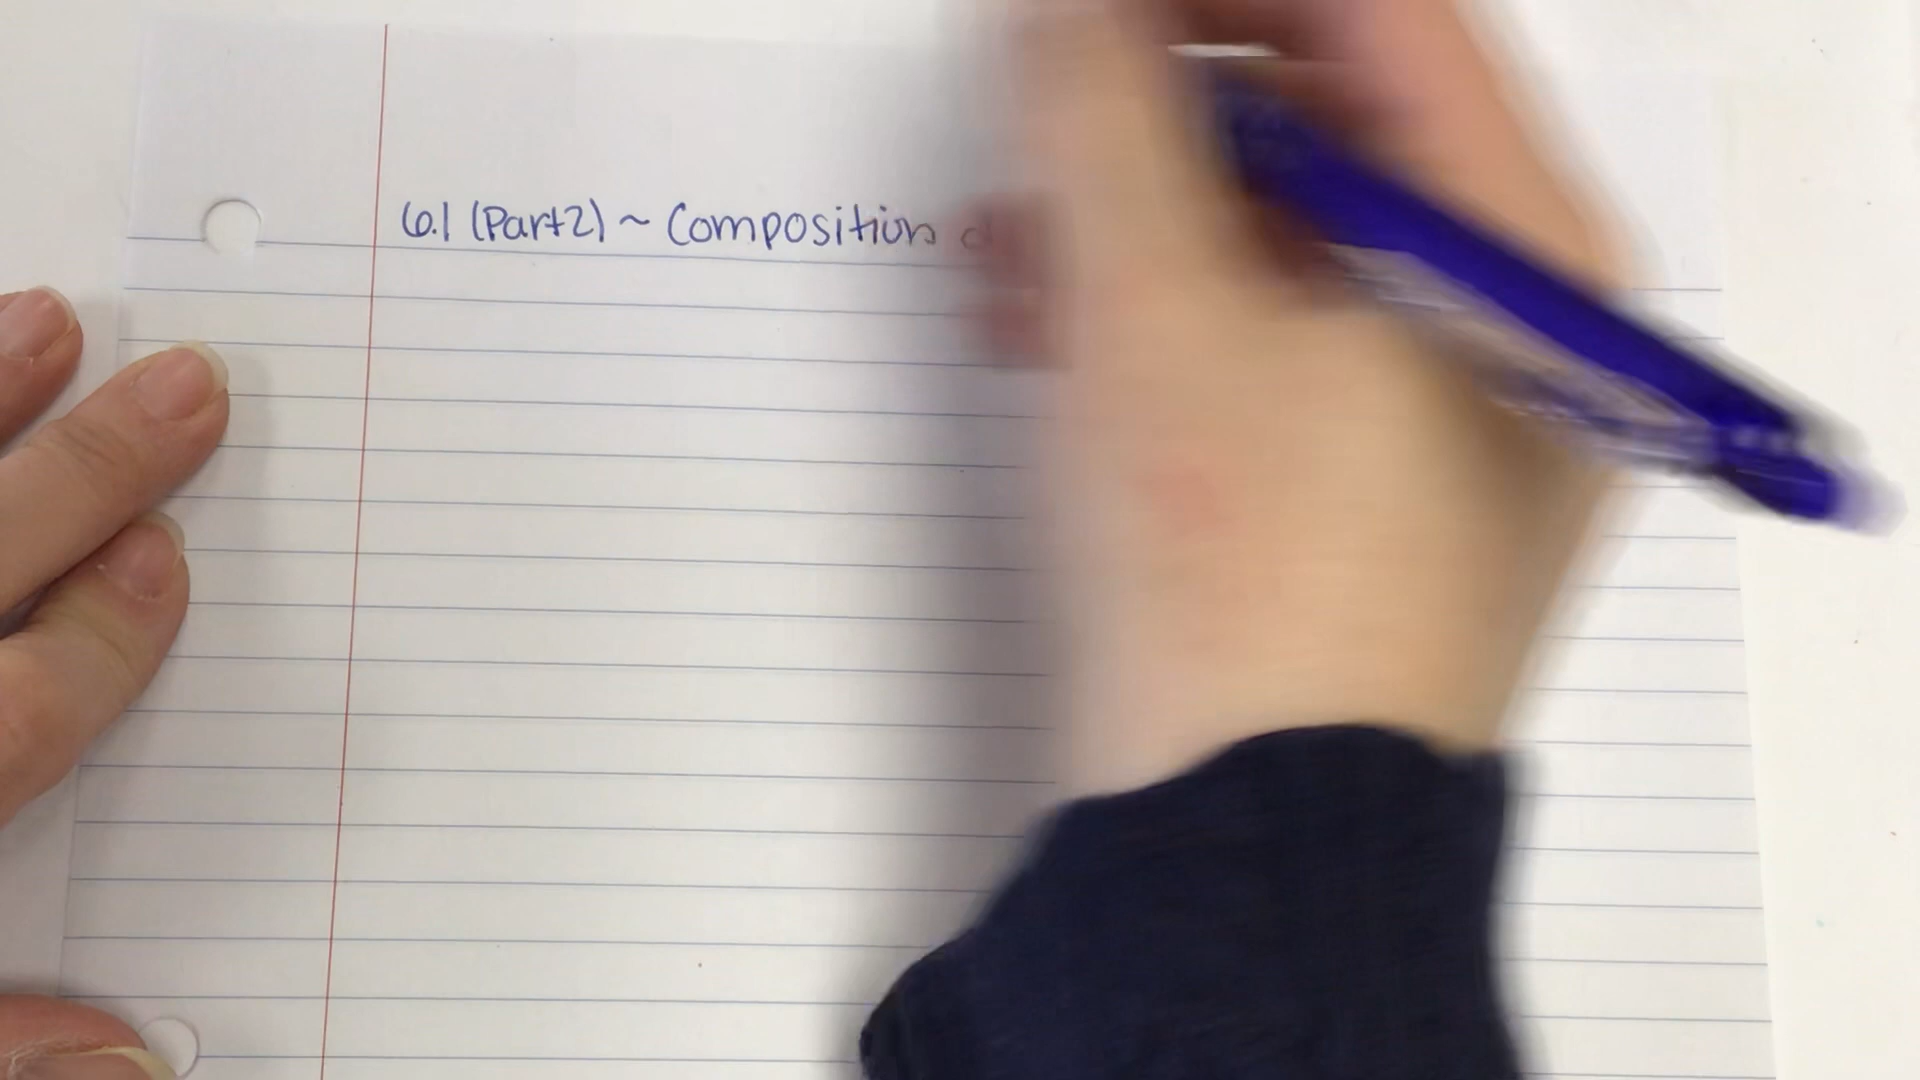 6.1 (Part 2) ~ Composition